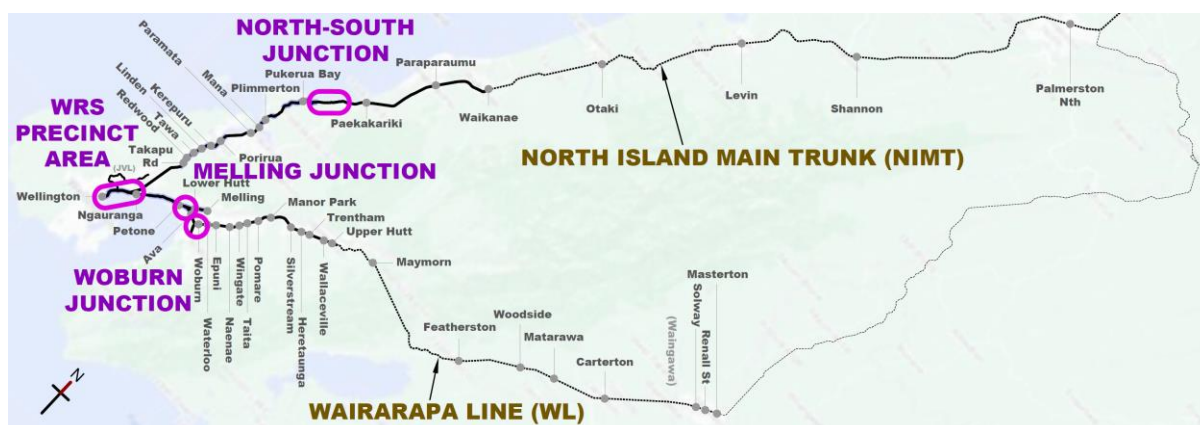 NORTH-SOUTH
JUNCTION
Paramata
Mana
Pukerua Bay
Plimmerton
Linden
Kerepuru
Tawa
Redwood
Takapu
Rd
Porirua
WRS
PRECINCT
AREA
(JVL)
MELLING JUNCTION
Paraparaumu
Paekakariki
Waikanae
Otaki
Levin
Shannon
Palmerston
Nth
NORTH ISLAND MAIN TRUNK (NIMT)
Wellington
Ngauranga
Petone
Ava
Lower Hutt
Melling
Manor Park
Trentham
Upper Hutt
Maymorn
WOBURN
JUNCTION
Woburn
Waterloo
Epuni
Naenae
Wingate
Taita
Pomare
Silverstream
Heretaunga
Wallaceville
Featherston
Woodside
Matarawa
Carterton
Masterton
Solway
(Waingawa)
Renall St
WAIRARAPA LINE (WL)
N